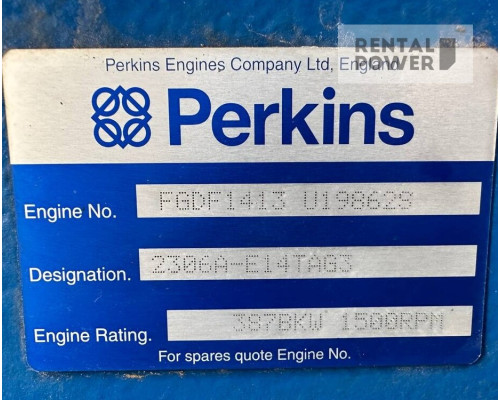 RENTAL
POWER
Perkins Engines Company Ltd, England
Perkins
Engine No. FGDF1413 U19862S
Designation. 2306A-E14TAG3
Engine Rating. 387BKW 1500RPM
For spares quote Engine No.